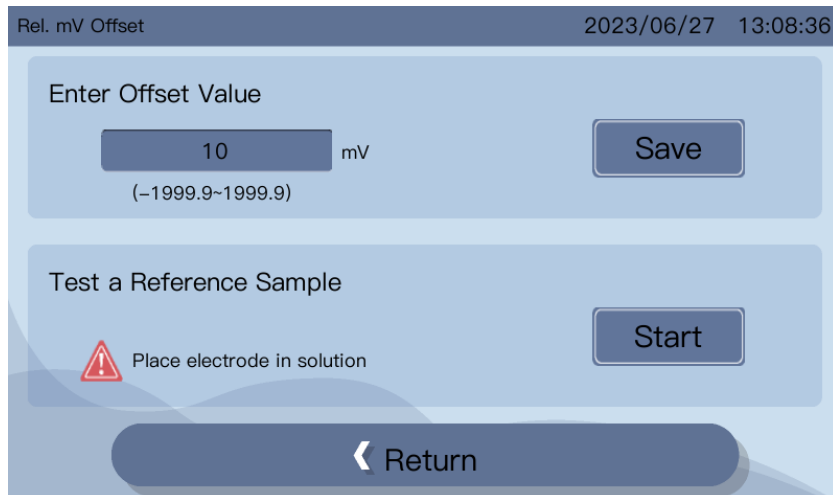 Rel. mV Offset 2023/06/27 13:08:36
Enter Offset Value
10 mV
Save
(-1999.9~1999.9)
Test a Reference Sample
Start
Place electrode in solution
Return